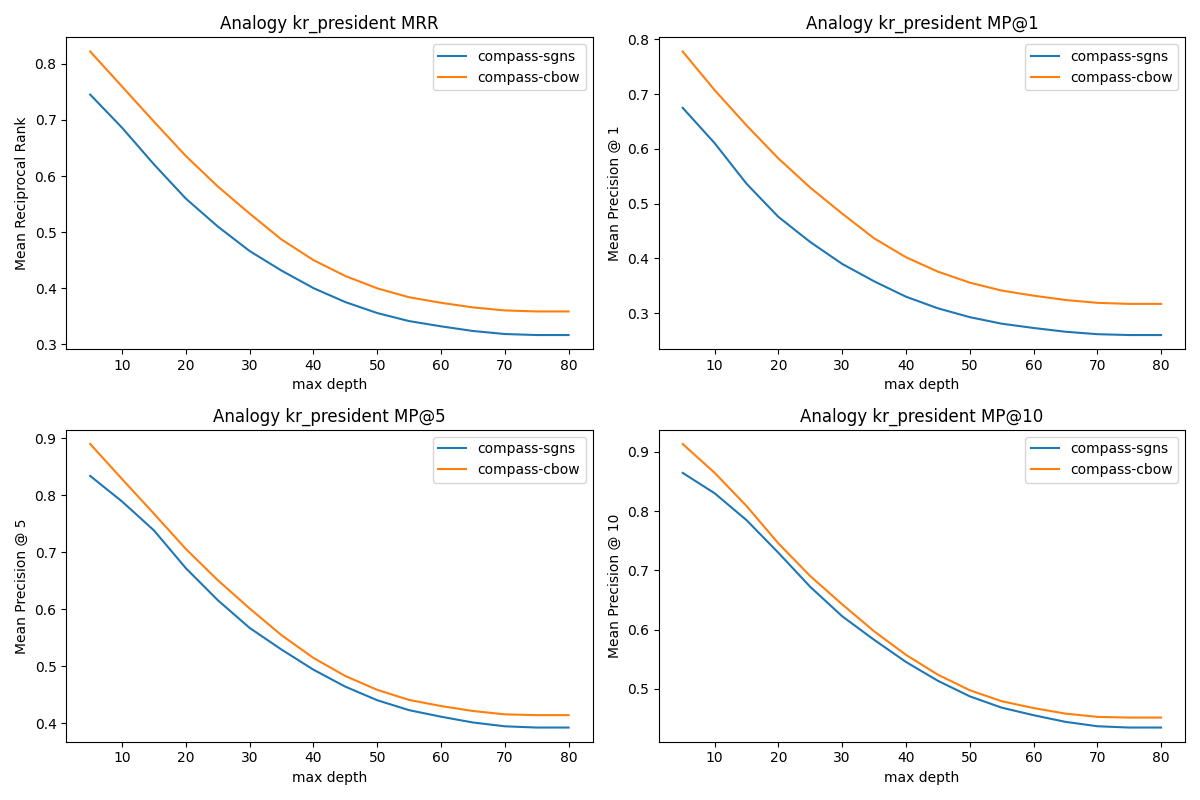 Analogy kr_president MRR
compass-sgns
compass-cbow
Mean Reciprocal Rank
0.8
0.7
0.6
0.5
0.4
0.3
10 20 30 40 50 60 70 80
max depth
Analogy kr_president MP@1
compass-sgns
compass-cbow
Mean Precision @ 1
0.8
0.7
0.6
0.5
0.4
0.3
10 20 30 40 50 60 70 80
max depth
Analogy kr_president MP@5
compass-sgns
compass-cbow
Mean Precision @ 5
0.9
0.8
0.7
0.6
0.5
0.4
10 20 30 40 50 60 70 80
max depth
Analogy kr_president MP@10
compass-sgns
compass-cbow
Mean Precision @ 10
0.9
0.8
0.7
0.6
0.5
10 20 30 40 50 60 70 80
max depth